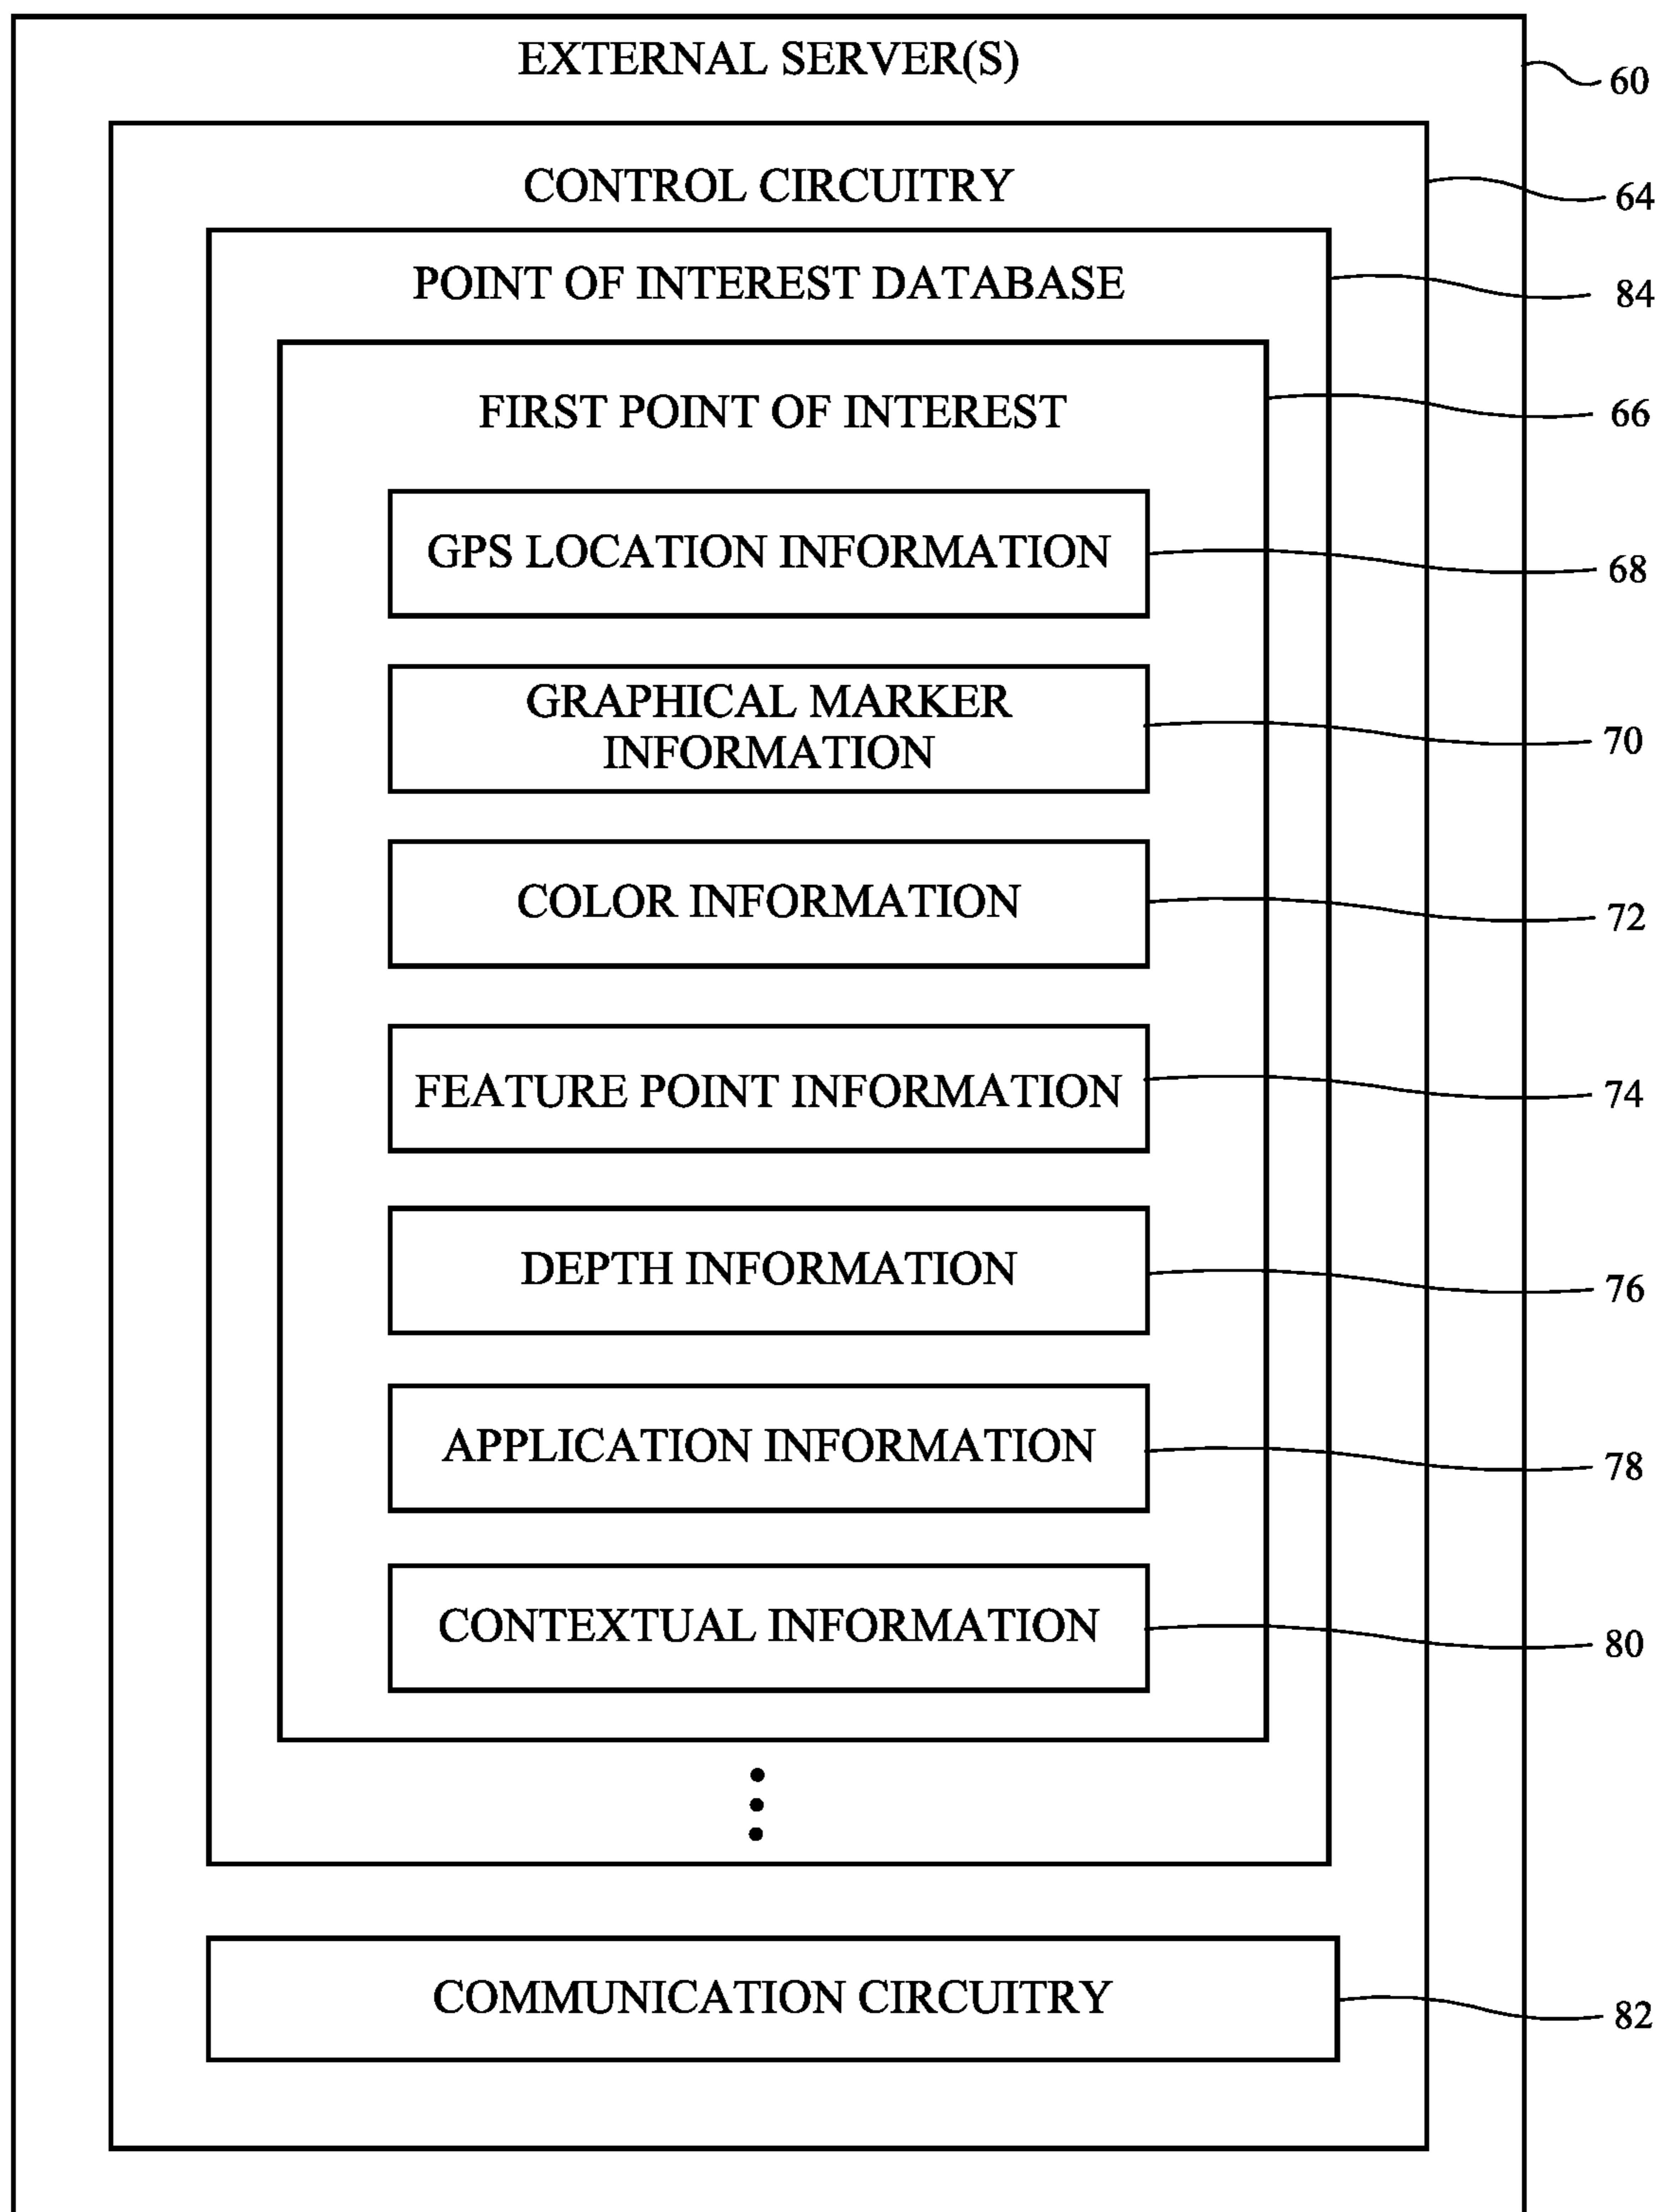 EXTERNAL SERVER(S)
60
CONTROL CIRCUITRY
64
POINT OF INTEREST DATABASE
84
FIRST POINT OF INTEREST
66
GPS LOCATION INFORMATION
68
GRAPHICAL MARKER
INFORMATION
70
COLOR INFORMATION
72
FEATURE POINT INFORMATION
74
DEPTH INFORMATION
76
APPLICATION INFORMATION
78
CONTEXTUAL INFORMATION
80
COMMUNICATION CIRCUITRY
82